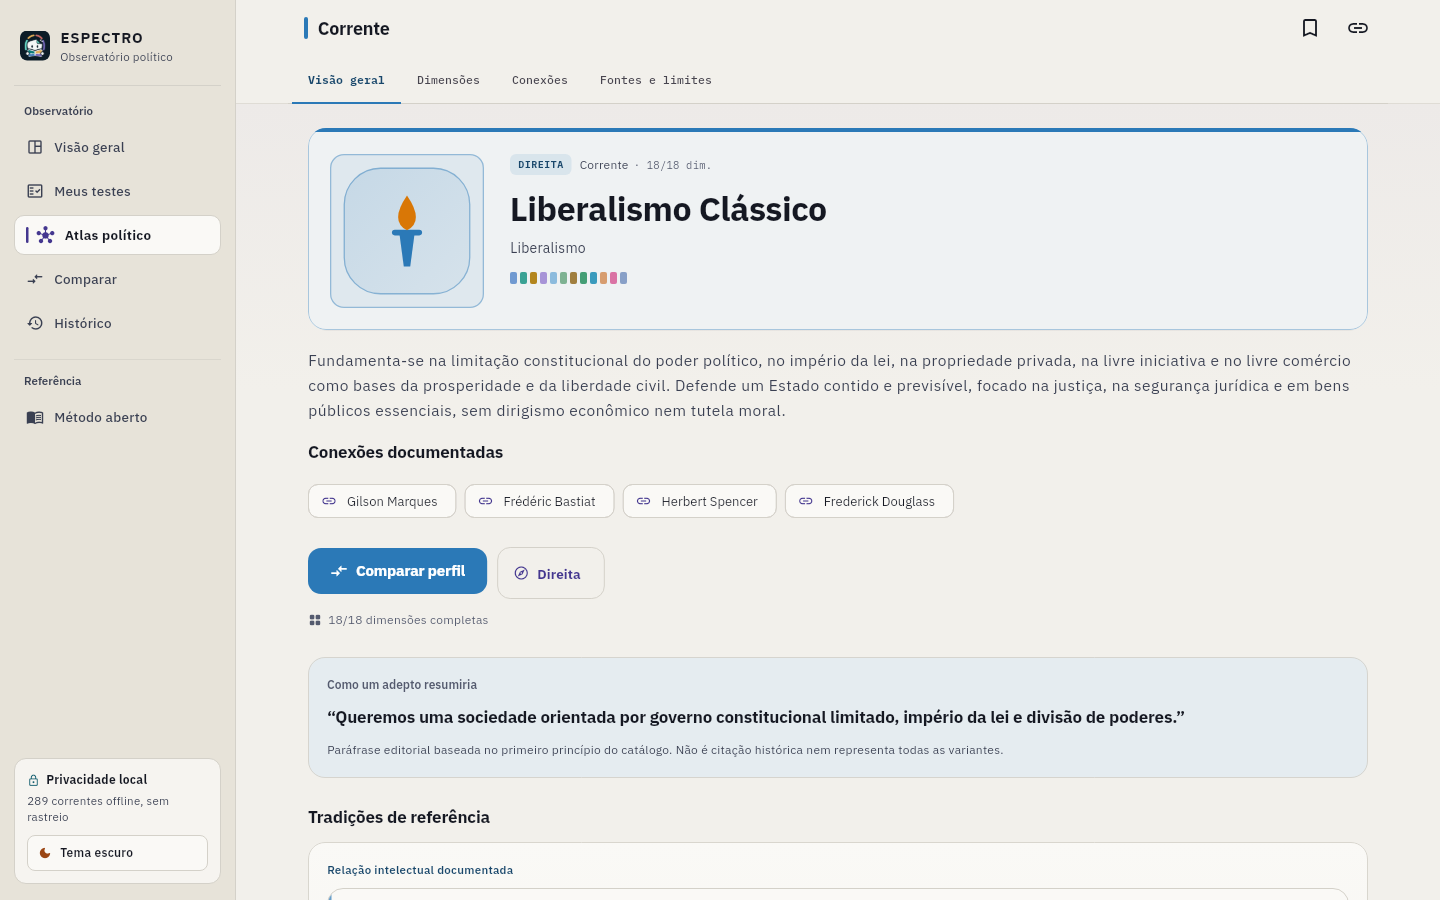 ESPECTRO
Observatório político
Observatório
Visão geral
Meus testes
Atlas político
Comparar
Histórico
Referência
Método aberto
Privacidade local
289 correntes offline, sem
rastreio
Tema escuro
Corrente
Visão geral
Dimensões
Conexões
Fontes e limites
DIREITA
Corrente · 18/18 dim.
Liberalismo Clássico
Liberalismo
Fundamenta-se na limitação constitucional do poder político, no império da lei, na propriedade privada, na livre iniciativa e no livre comércio
como bases da prosperidade e da liberdade civil. Defende um Estado contido e previsível, focado na justiça, na segurança jurídica e em bens
públicos essenciais, sem dirigismo econômico nem tutela moral.
Conexões documentadas
Gilson Marques
Frédéric Bastiat
Herbert Spencer
Frederick Douglass
Comparar perfil
Direita
18/18 dimensões completas
Como um adepto resumiria
“Queremos uma sociedade orientada por governo constitucional limitado, império da lei e divisão de poderes.”
Paráfrase editorial baseada no primeiro princípio do catálogo. Não é citação histórica nem representa todas as variantes.
Tradições de referência
Relação intelectual documentada